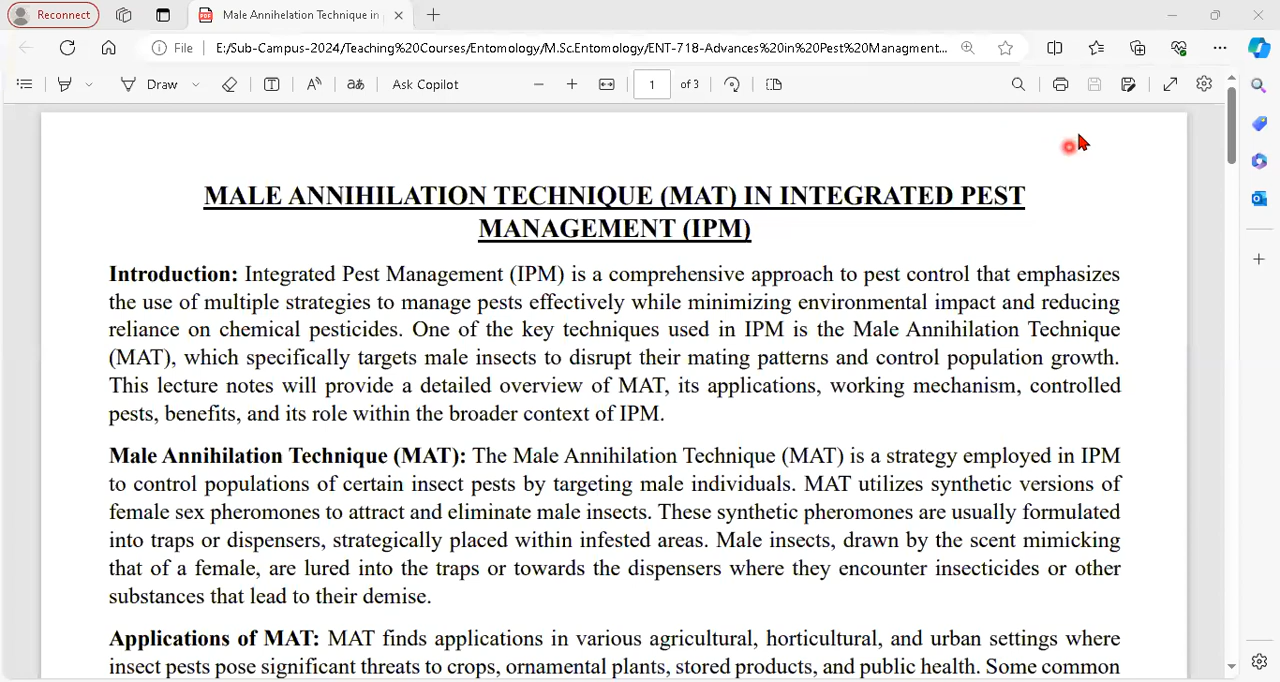 Reconnect
Male Annihelation Technique in
File
E:/Sub-Campus-2024/Teaching%20Courses/Entomology/M.Sc.Entomology/ENT-718-Advances%20in%20Pest%20Managment...
Draw
aあ
Ask Copilot
1
of 3
MALE ANNIHILATION TECHNIQUE (MAT) IN INTEGRATED PEST
MANAGEMENT (IPM)
Introduction: Integrated Pest Management (IPM) is a comprehensive approach to pest control that emphasizes
the use of multiple strategies to manage pests effectively while minimizing environmental impact and reducing
reliance on chemical pesticides. One of the key techniques used in IPM is the Male Annihilation Technique
(MAT), which specifically targets male insects to disrupt their mating patterns and control population growth.
This lecture notes will provide a detailed overview of MAT, its applications, working mechanism, controlled
pests, benefits, and its role within the broader context of IPM.
Male Annihilation Technique (MAT): The Male Annihilation Technique (MAT) is a strategy employed in IPM
to control populations of certain insect pests by targeting male individuals. MAT utilizes synthetic versions of
female sex pheromones to attract and eliminate male insects. These synthetic pheromones are usually formulated
into traps or dispensers, strategically placed within infested areas. Male insects, drawn by the scent mimicking
that of a female, are lured into the traps or towards the dispensers where they encounter insecticides or other
substances that lead to their demise.
Applications of MAT: MAT finds applications in various agricultural, horticultural, and urban settings where
insect pests pose significant threats to crops, ornamental plants, stored products, and public health. Some common